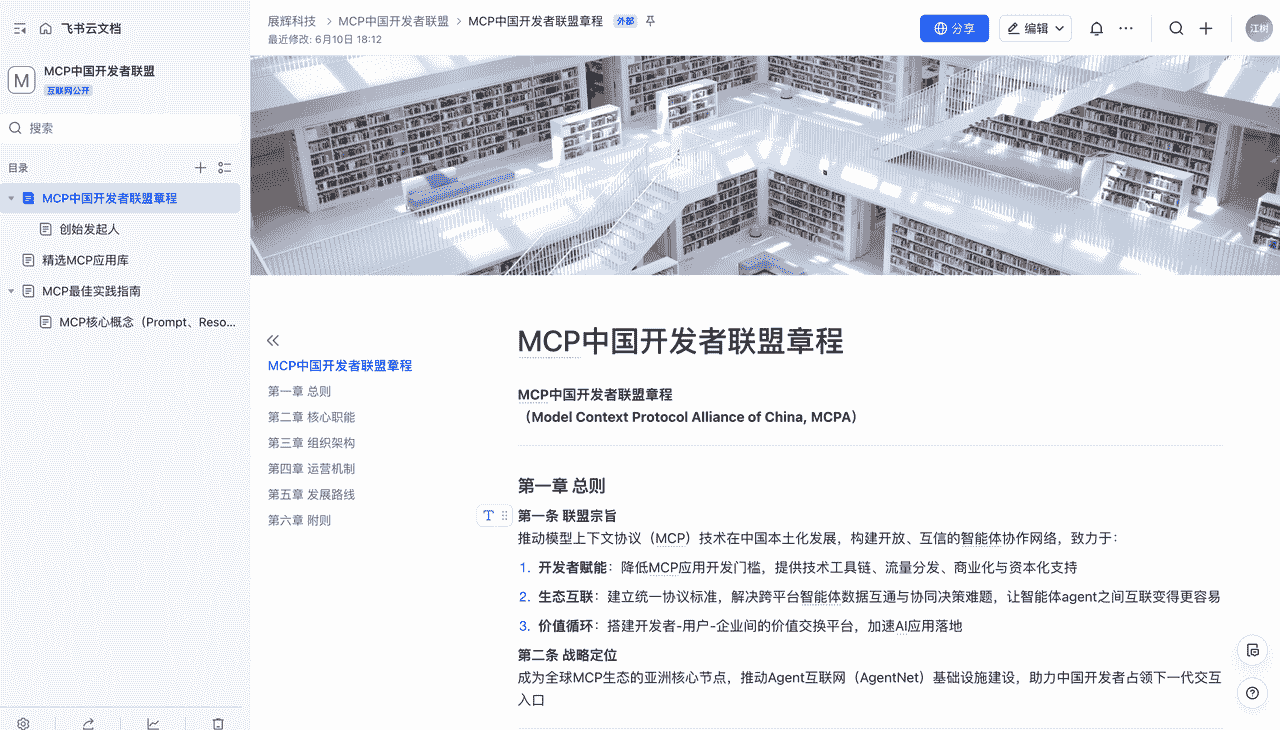 飞书云文档
M
MCP中国开发者联盟
互联网公开
搜索
目录
MCP中国开发者联盟章程
创始发起人
精选MCP应用库
MCP最佳实践指南
MCP核心概念（Prompt、Reso...
展辉科技 > MCP中国开发者联盟 > MCP中国开发者联盟章程 外部
最近修改: 6月10日 18:12
分享
编辑
江树
MCP中国开发者联盟章程
第一章 总则
第二章 核心职能
第三章 组织架构
第四章 运营机制
第五章 发展路线
第六章 附则
MCP中国开发者联盟章程
MCP中国开发者联盟章程
（Model Context Protocol Alliance of China, MCPA）
第一章 总则
第一条 联盟宗旨
推动模型上下文协议（MCP）技术在中国本土化发展，构建开放、互信的智能体协作网络，致力于：
1. 开发者赋能：降低MCP应用开发门槛，提供技术工具链、流量分发、商业化与资本化支持
2. 生态互联：建立统一协议标准，解决跨平台智能体数据互通与协同决策难题，让智能体agent之间互联变得更容易
3. 价值循环：搭建开发者-用户-企业间的价值交换平台，加速AI应用落地
第二条 战略定位
成为全球MCP生态的亚洲核心节点，推动Agent互联网（AgentNet）基础设施建设，助力中国开发者占领下一代交互
入口